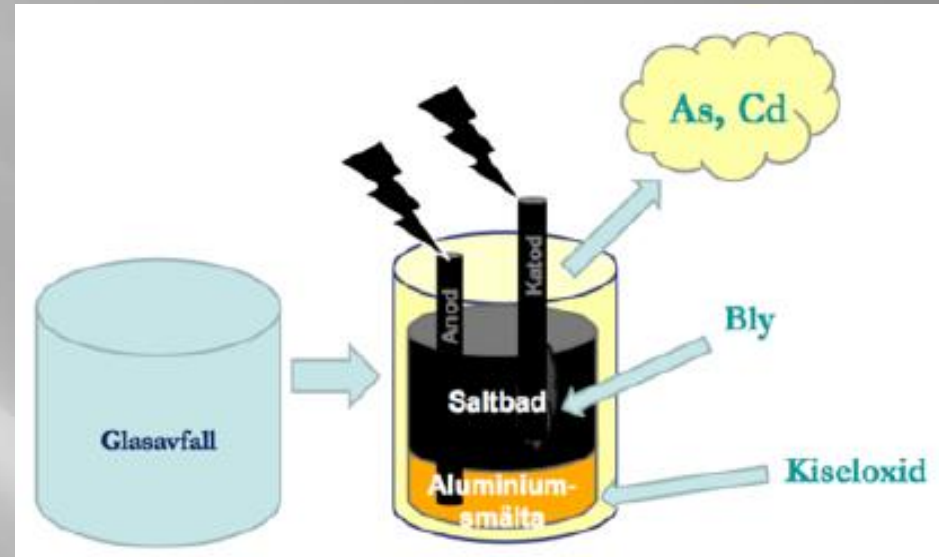 As, Cd
Anod
Katod
Bly
Saltbad
Glasavfall
Kiseloxid
Aluminium-
smälta